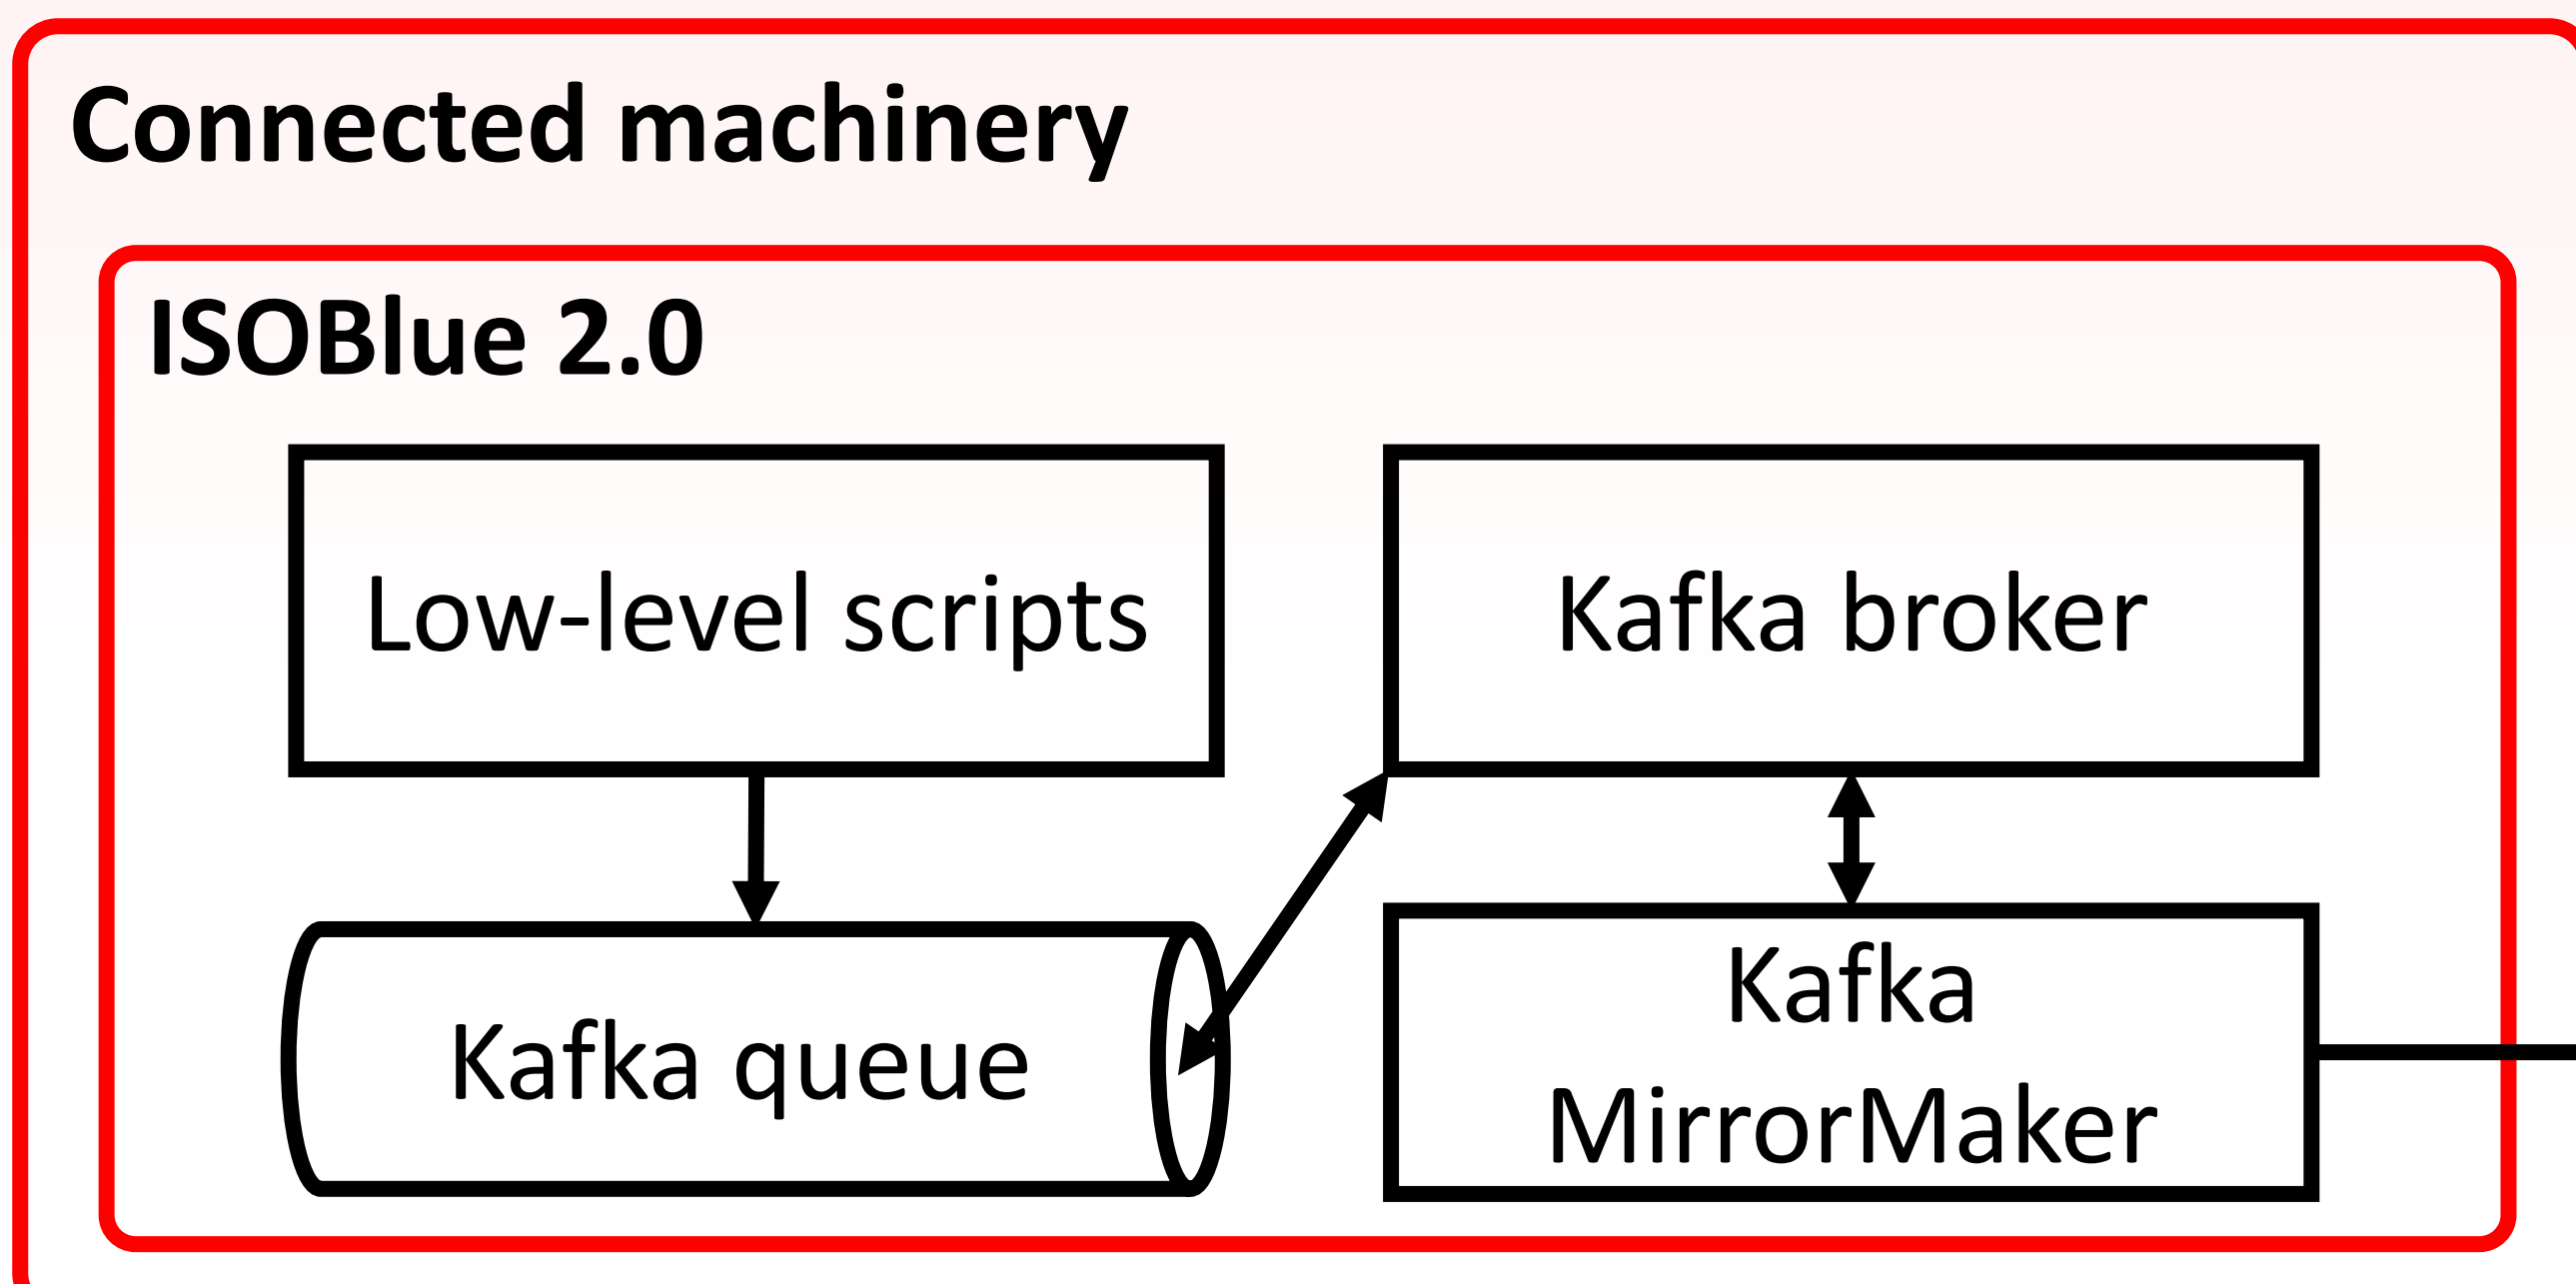 Connected machinery
ISOBlue 2.0
Low-level scripts
Kafka broker
Kafka queue
Kafka
MirrorMaker